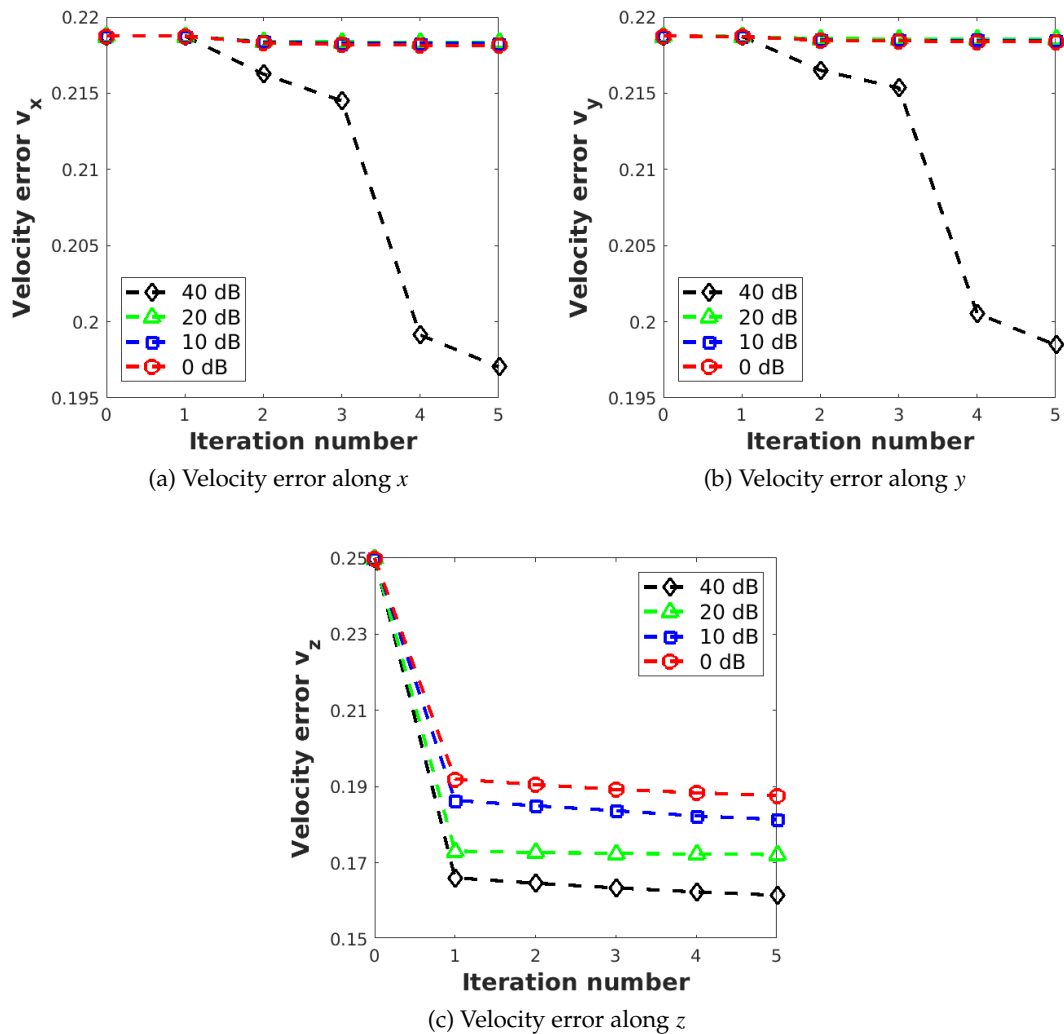 0.22
0.215
0.21
0.205
0.2
0.195
Velocity error v_x
40 dB
20 dB
10 dB
0 dB
0 1 2 3 4 5
Iteration number
(a) Velocity error along x
0.22
0.215
0.21
0.205
0.2
0.195
Velocity error v_y
40 dB
20 dB
10 dB
0 dB
0 1 2 3 4 5
Iteration number
(b) Velocity error along y
0.25
0.23
0.21
0.19
0.17
0.15
Velocity error v_z
40 dB
20 dB
10 dB
0 dB
0 1 2 3 4 5
Iteration number
(c) Velocity error along z